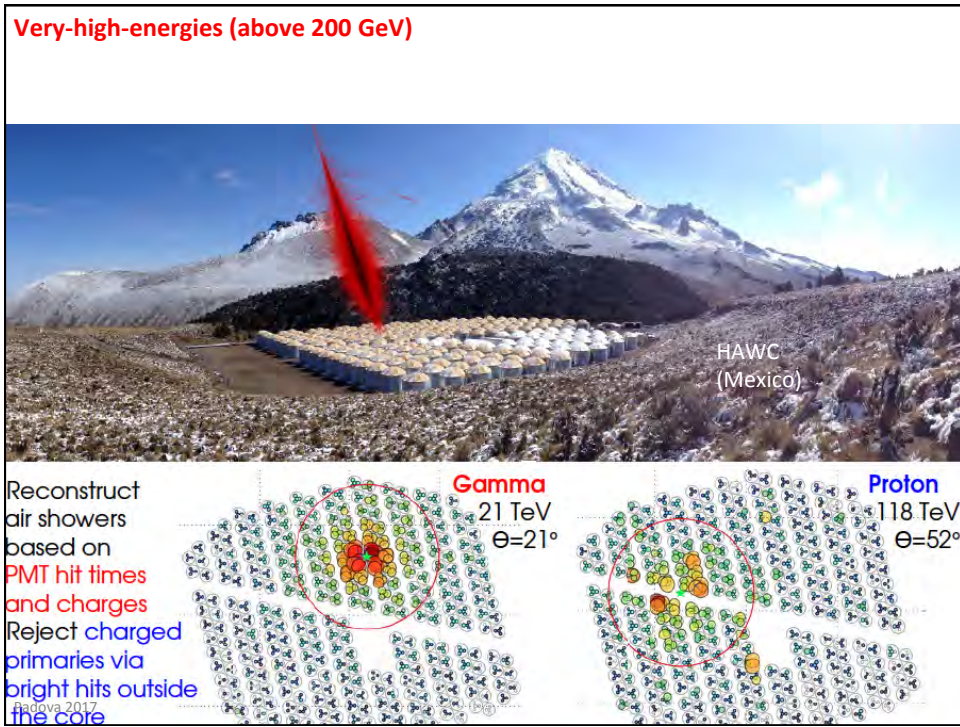 Very-high-energies (above 200 GeV)
HAWC
(Mexico)
Reconstruct
air showers
based on
PMT hit times
and charges
Reject charged
primaries via
bright hits outside
the core
Padova 2017
Gamma
21 TeV
Θ=21°
Proton
118 TeV
Θ=52°